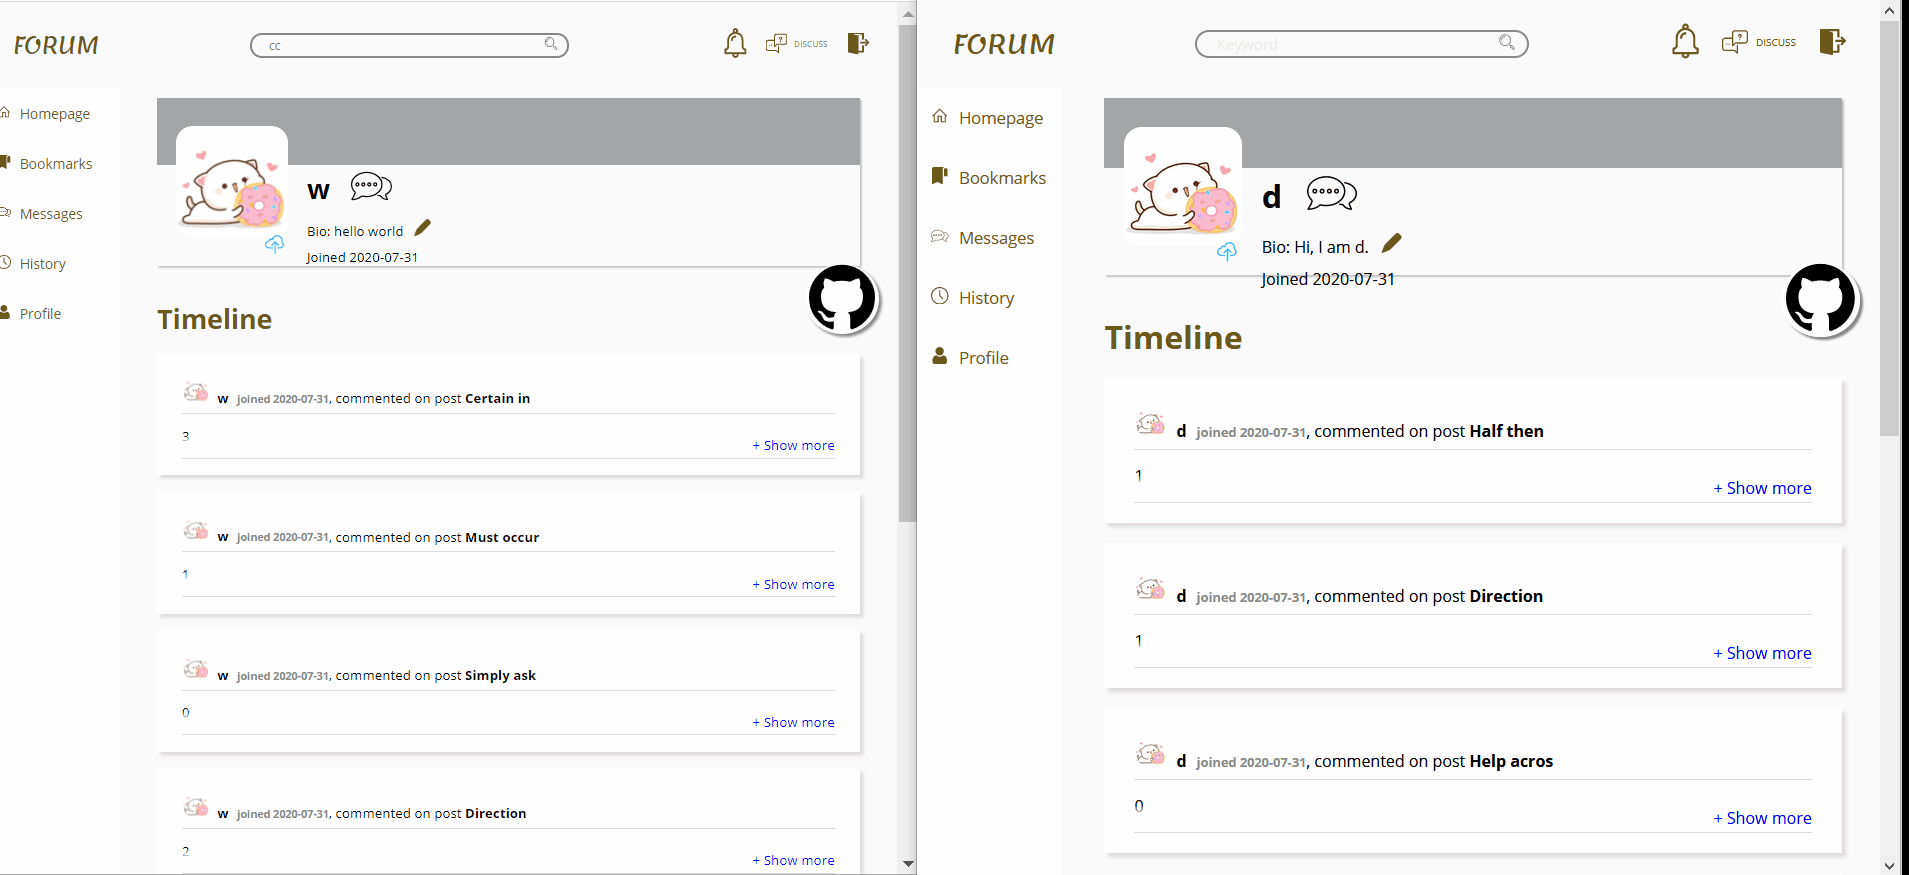 FORUM
cc
DISCUSS
Homepage
Bookmarks
Messages
History
Profile
w
Bio: hello world
Joined 2020-07-31
Timeline
w joined 2020-07-31, commented on post Certain in
3
+ Show more
w joined 2020-07-31, commented on post Must occur
1
+ Show more
w joined 2020-07-31, commented on post Simply ask
0
+ Show more
w joined 2020-07-31, commented on post Direction
2
+ Show more
FORUM
Keyword
DISCUSS
Homepage
Bookmarks
Messages
History
Profile
d
Bio: Hi, I am d.
Joined 2020-07-31
Timeline
d joined 2020-07-31, commented on post Half then
1
+ Show more
d joined 2020-07-31, commented on post Direction
1
+ Show more
d joined 2020-07-31, commented on post Help acros
0
+ Show more